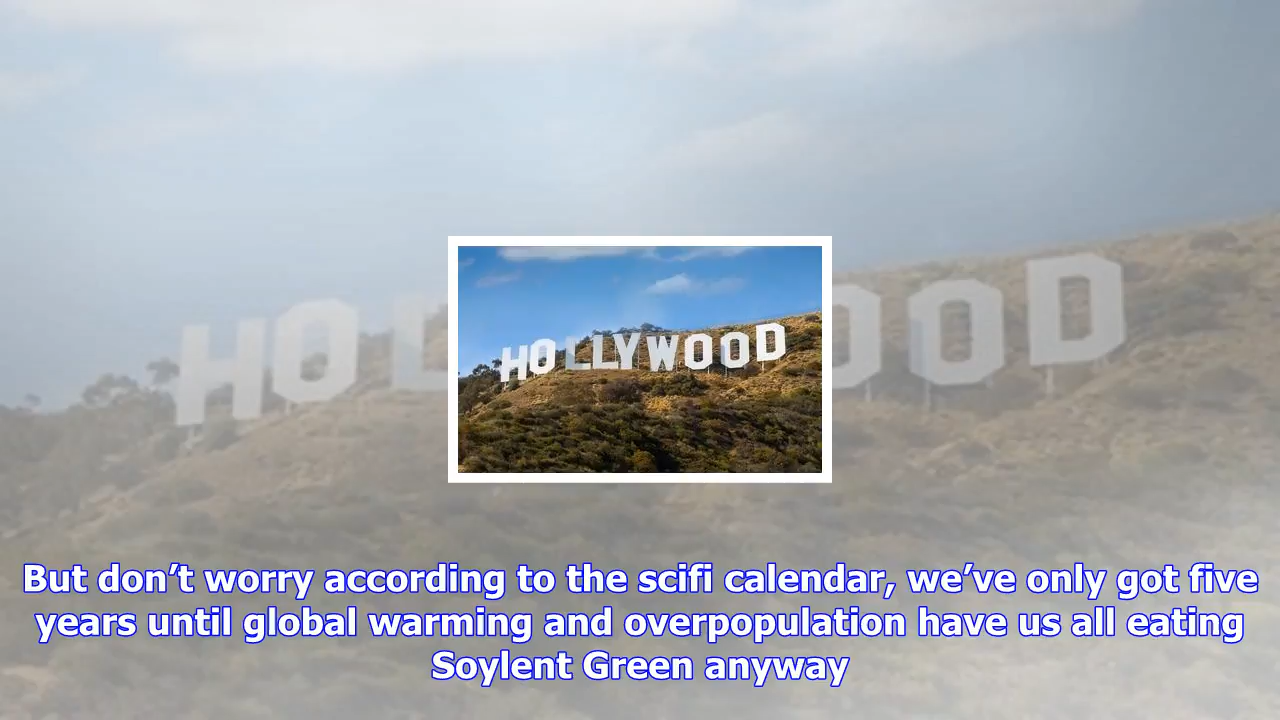 HOLLYWOOD
But don’t worry according to the scifi calendar, we’ve only got five
years until global warming and overpopulation have us all eating
Soylent Green anyway